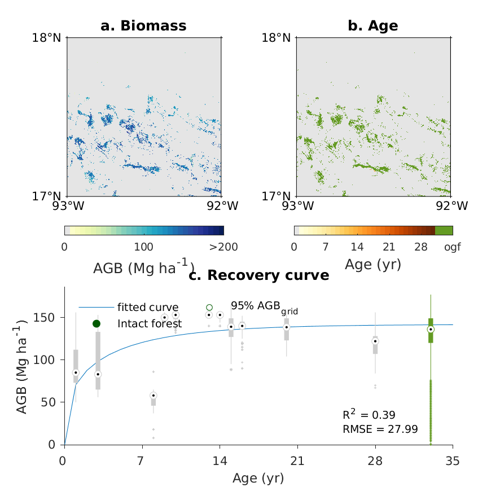 a. Biomass
b. Age
18°N
18°N
17°N
17°N
93°W
92°W
93°W
92°W
0
100
>200
0
7
14
21
28
ogf
AGB (Mg ha⁻¹)
Age (yr)
c. Recovery curve
fitted curve
95% AGB_grid
Intact forest
150
100
50
0
AGB (Mg ha⁻¹)
R² = 0.39
RMSE = 27.99
0
7
14
21
28
35
Age (yr)